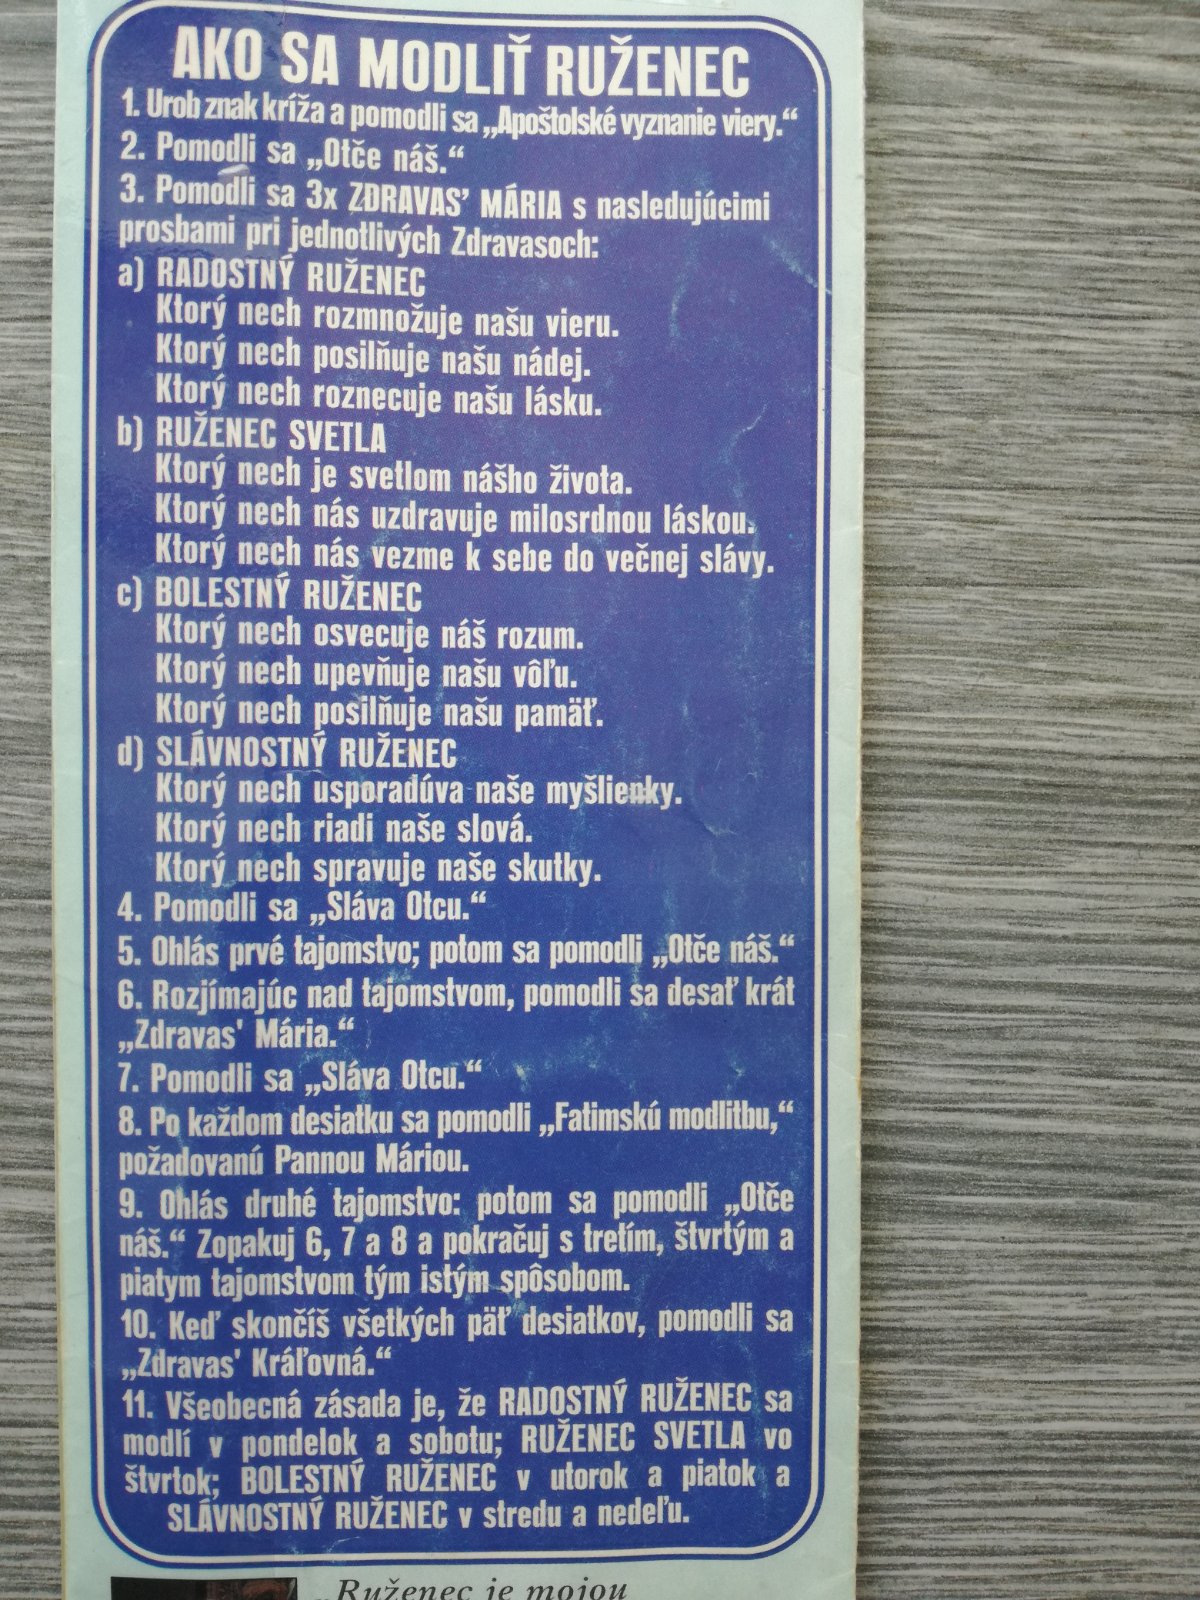 AKO SA MODLIŤ RUŽENEC
1. Urob znak kríža a pomodli sa „Apoštolské vyznanie viery.“
2. Pomodli sa „Otče náš.“
3. Pomodli sa 3x ZDRAVAS’ MÁRIA s nasledujúcimi
prosbami pri jednotlivých Zdravasoch:
a) RADOSTNÝ RUŽENEC
Ktorý nech rozmnožuje našu vieru.
Ktorý nech posilňuje našu nádej.
Ktorý nech roznecuje našu lásku.
b) RUŽENEC SVETLA
Ktorý nech je svetlom nášho života.
Ktorý nech nás uzdravuje milosrdnou láskou.
Ktorý nech nás vezme k sebe do večnej slávy.
c) BOLESTNÝ RUŽENEC
Ktorý nech osvecuje náš rozum.
Ktorý nech upevňuje našu vôľu.
Ktorý nech posilňuje našu pamäť.
d) SLÁVNOSTNÝ RUŽENEC
Ktorý nech usporadúva naše myšlienky.
Ktorý nech riadi naše slová.
Ktorý nech spravuje naše skutky.
4. Pomodli sa „Sláva Otcu.“
5. Ohlás prvé tajomstvo; potom sa pomodli „Otče náš.“
6. Rozjímajúc nad tajomstvom, pomodli sa desať krát
„Zdravas' Mária.“
7. Pomodli sa „Sláva Otcu.“
8. Po každom desiatku sa pomodli „Fatimskú modlitbu,“
požadovanú Pannou Máriou.
9. Ohlás druhé tajomstvo: potom sa pomodli „Otče
náš.“ Zopakuj 6, 7 a 8 a pokračuj s tretím, štvrtým a
piatym tajomstvom tým istým spôsobom.
10. Keď skončíš všetkých päť desiatkov, pomodli sa
„Zdravas' Kráľovná.“
11. Všeobecná zásada je, že RADOSTNÝ RUŽENEC sa
modlí v pondelok a sobotu; RUŽENEC SVETLA vo
štvrtok; BOLESTNÝ RUŽENEC v utorok a piatok a
SLÁVNOSTNÝ RUŽENEC v stredu a nedeľu.
„Ruženec je mojou